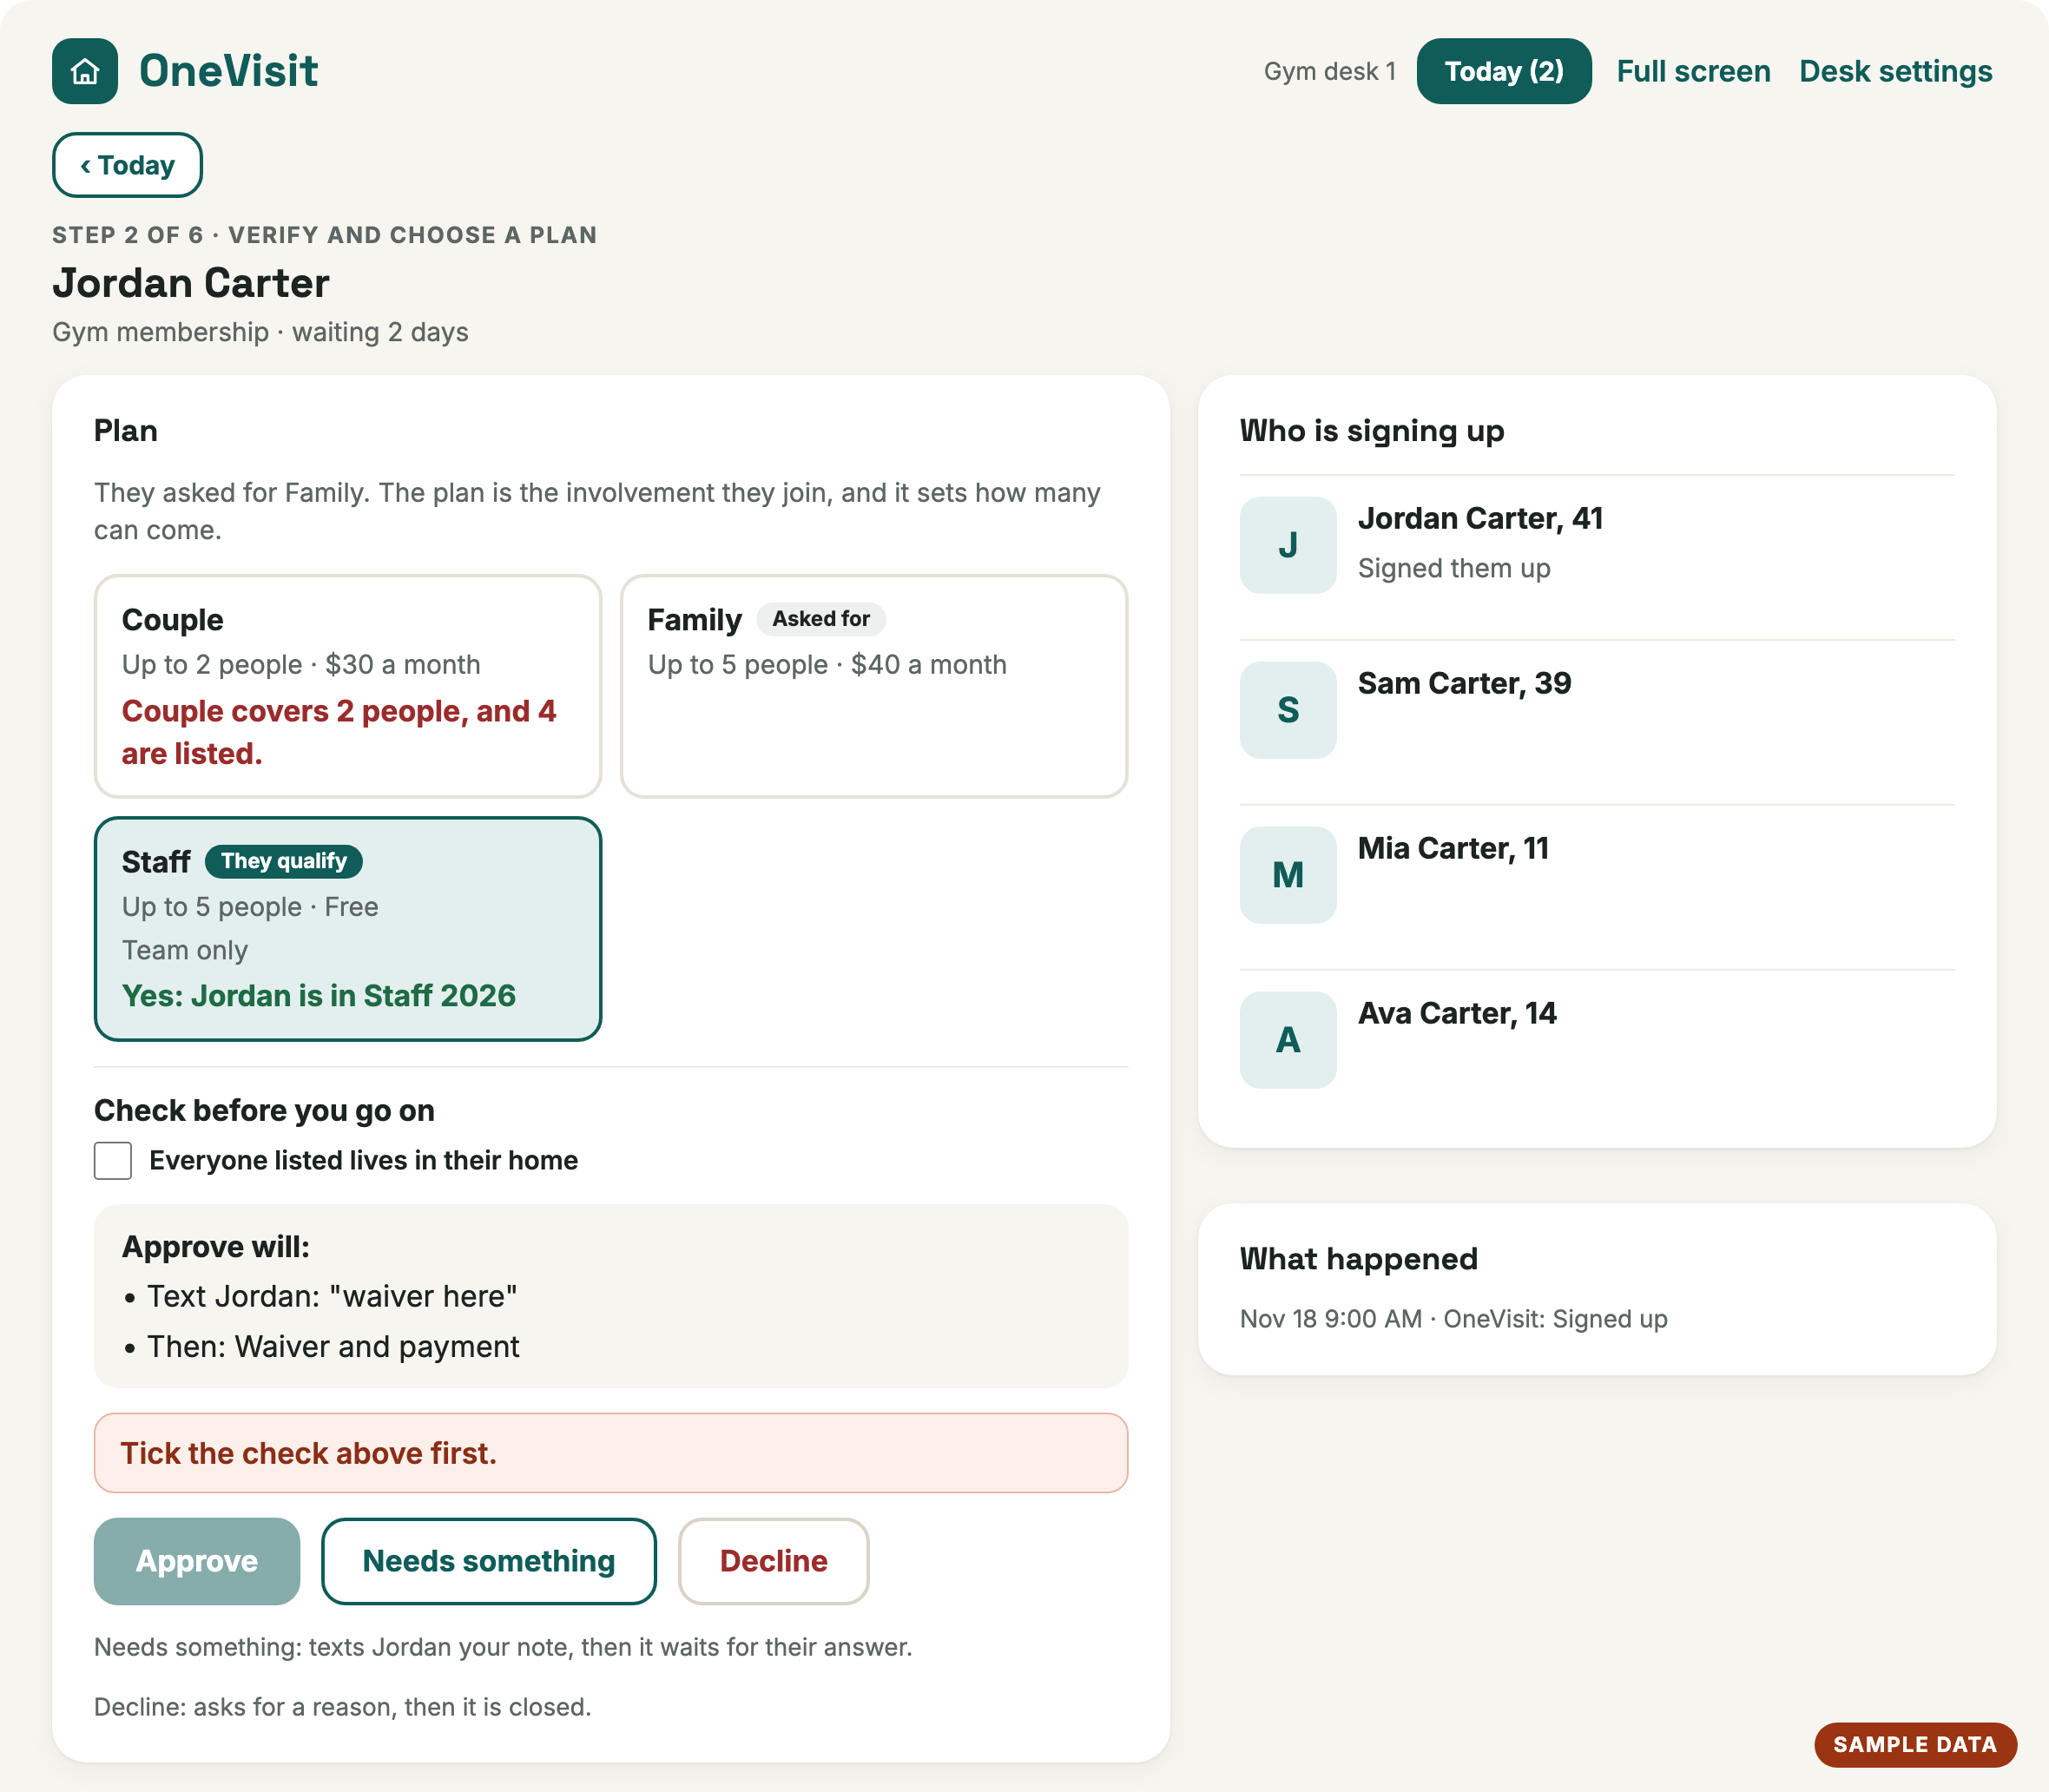 OneVisit
Gym desk 1
Today (2)
Full screen
Desk settings
‹ Today
STEP 2 OF 6 · VERIFY AND CHOOSE A PLAN
Jordan Carter
Gym membership · waiting 2 days
Plan
They asked for Family. The plan is the involvement they join, and it sets how many
can come.
Couple
Up to 2 people · $30 a month
Couple covers 2 people, and 4
are listed.
Family Asked for
Up to 5 people · $40 a month
Staff They qualify
Up to 5 people · Free
Team only
Yes: Jordan is in Staff 2026
Check before you go on
Everyone listed lives in their home
Approve will:
• Text Jordan: "waiver here"
• Then: Waiver and payment
Tick the check above first.
Approve
Needs something
Decline
Needs something: texts Jordan your note, then it waits for their answer.
Decline: asks for a reason, then it is closed.
Who is signing up
J
Jordan Carter, 41
Signed them up
S
Sam Carter, 39
M
Mia Carter, 11
A
Ava Carter, 14
What happened
Nov 18 9:00 AM · OneVisit: Signed up
SAMPLE DATA